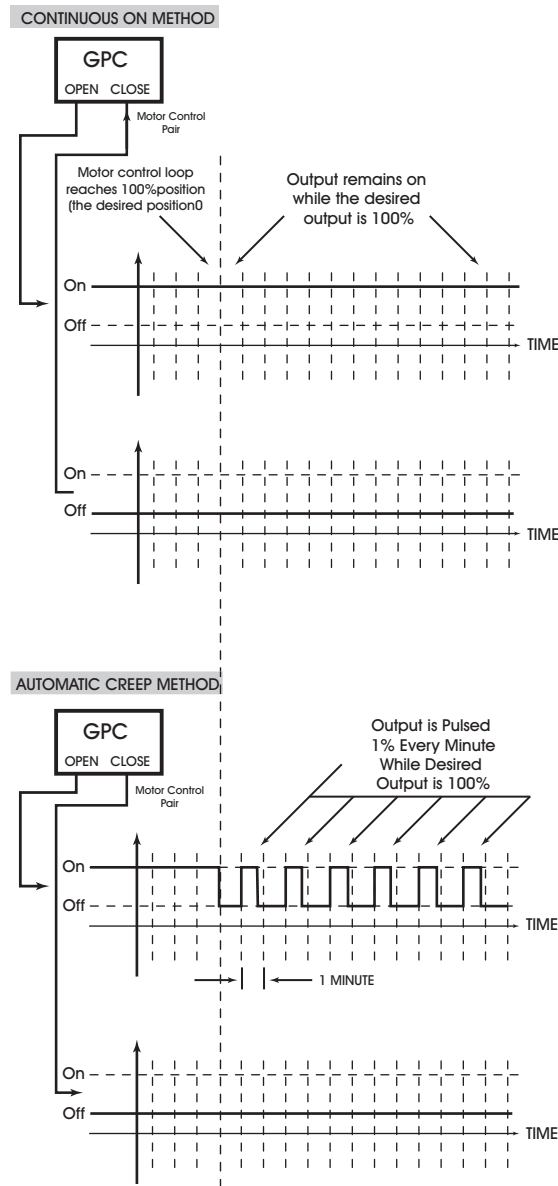 CONTINUOUS ON METHOD
GPC
OPEN CLOSE
Motor Control
Pair
Motor control loop
reaches 100%position
(the desired position0
Output remains on
while the desired
output is 100%
On
Off
TIME
On
Off
TIME
AUTOMATIC CREEP METHOD
GPC
OPEN CLOSE
Motor Control
Pair
Output is Pulsed
1% Every Minute
While Desired
Output is 100%
On
Off
TIME
1 MINUTE
On
Off
TIME